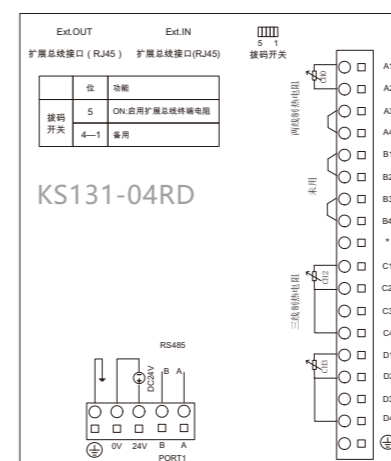 Ext.OUT
Ext.IN
扩展总线接口（RJ45）
扩展总线接口(RJ45)
5 1
拨码开关
位 功能
拨码开关
5 ON:启用扩展总线终端电阻
4—1 备用
KS131-04RD
两线制热电阻
CH0
未用
三线制热电阻
CH2
CH3
A1
A2
A3
A4
B1
B2
B3
B4
*
C1
C2
C3
C4
D1
D2
D3
D4
RS485
DC24V
B A
0V 24V B A
PORT1